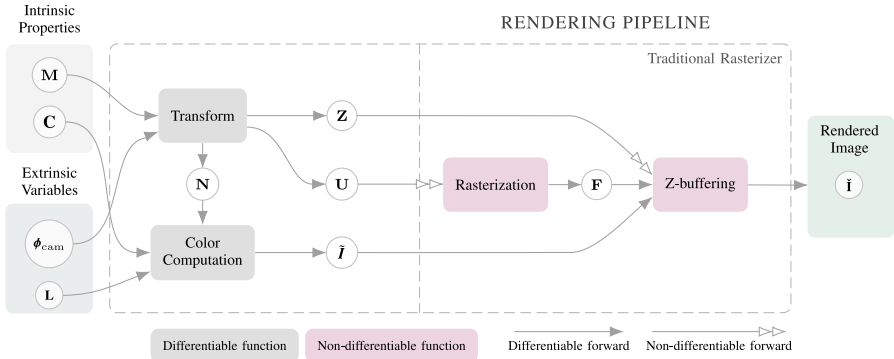 Intrinsic
Properties
RENDERING PIPELINE
Traditional Rasterizer
M
C
Transform
Z
Rendered
Image
Extrinsic
Variables
N
U
Rasterization
F
Z-buffering
Ǐ
ϕcam
Color
Computation
Ĩ
L
Differentiable function
Non-differentiable function
Differentiable forward
Non-differentiable forward